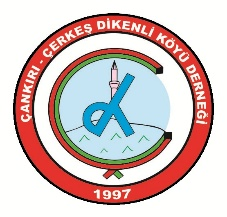 ÇANKIRI - ÇERKEŞ DİKENLİ KÖYÜ DERNEĞİ
1997